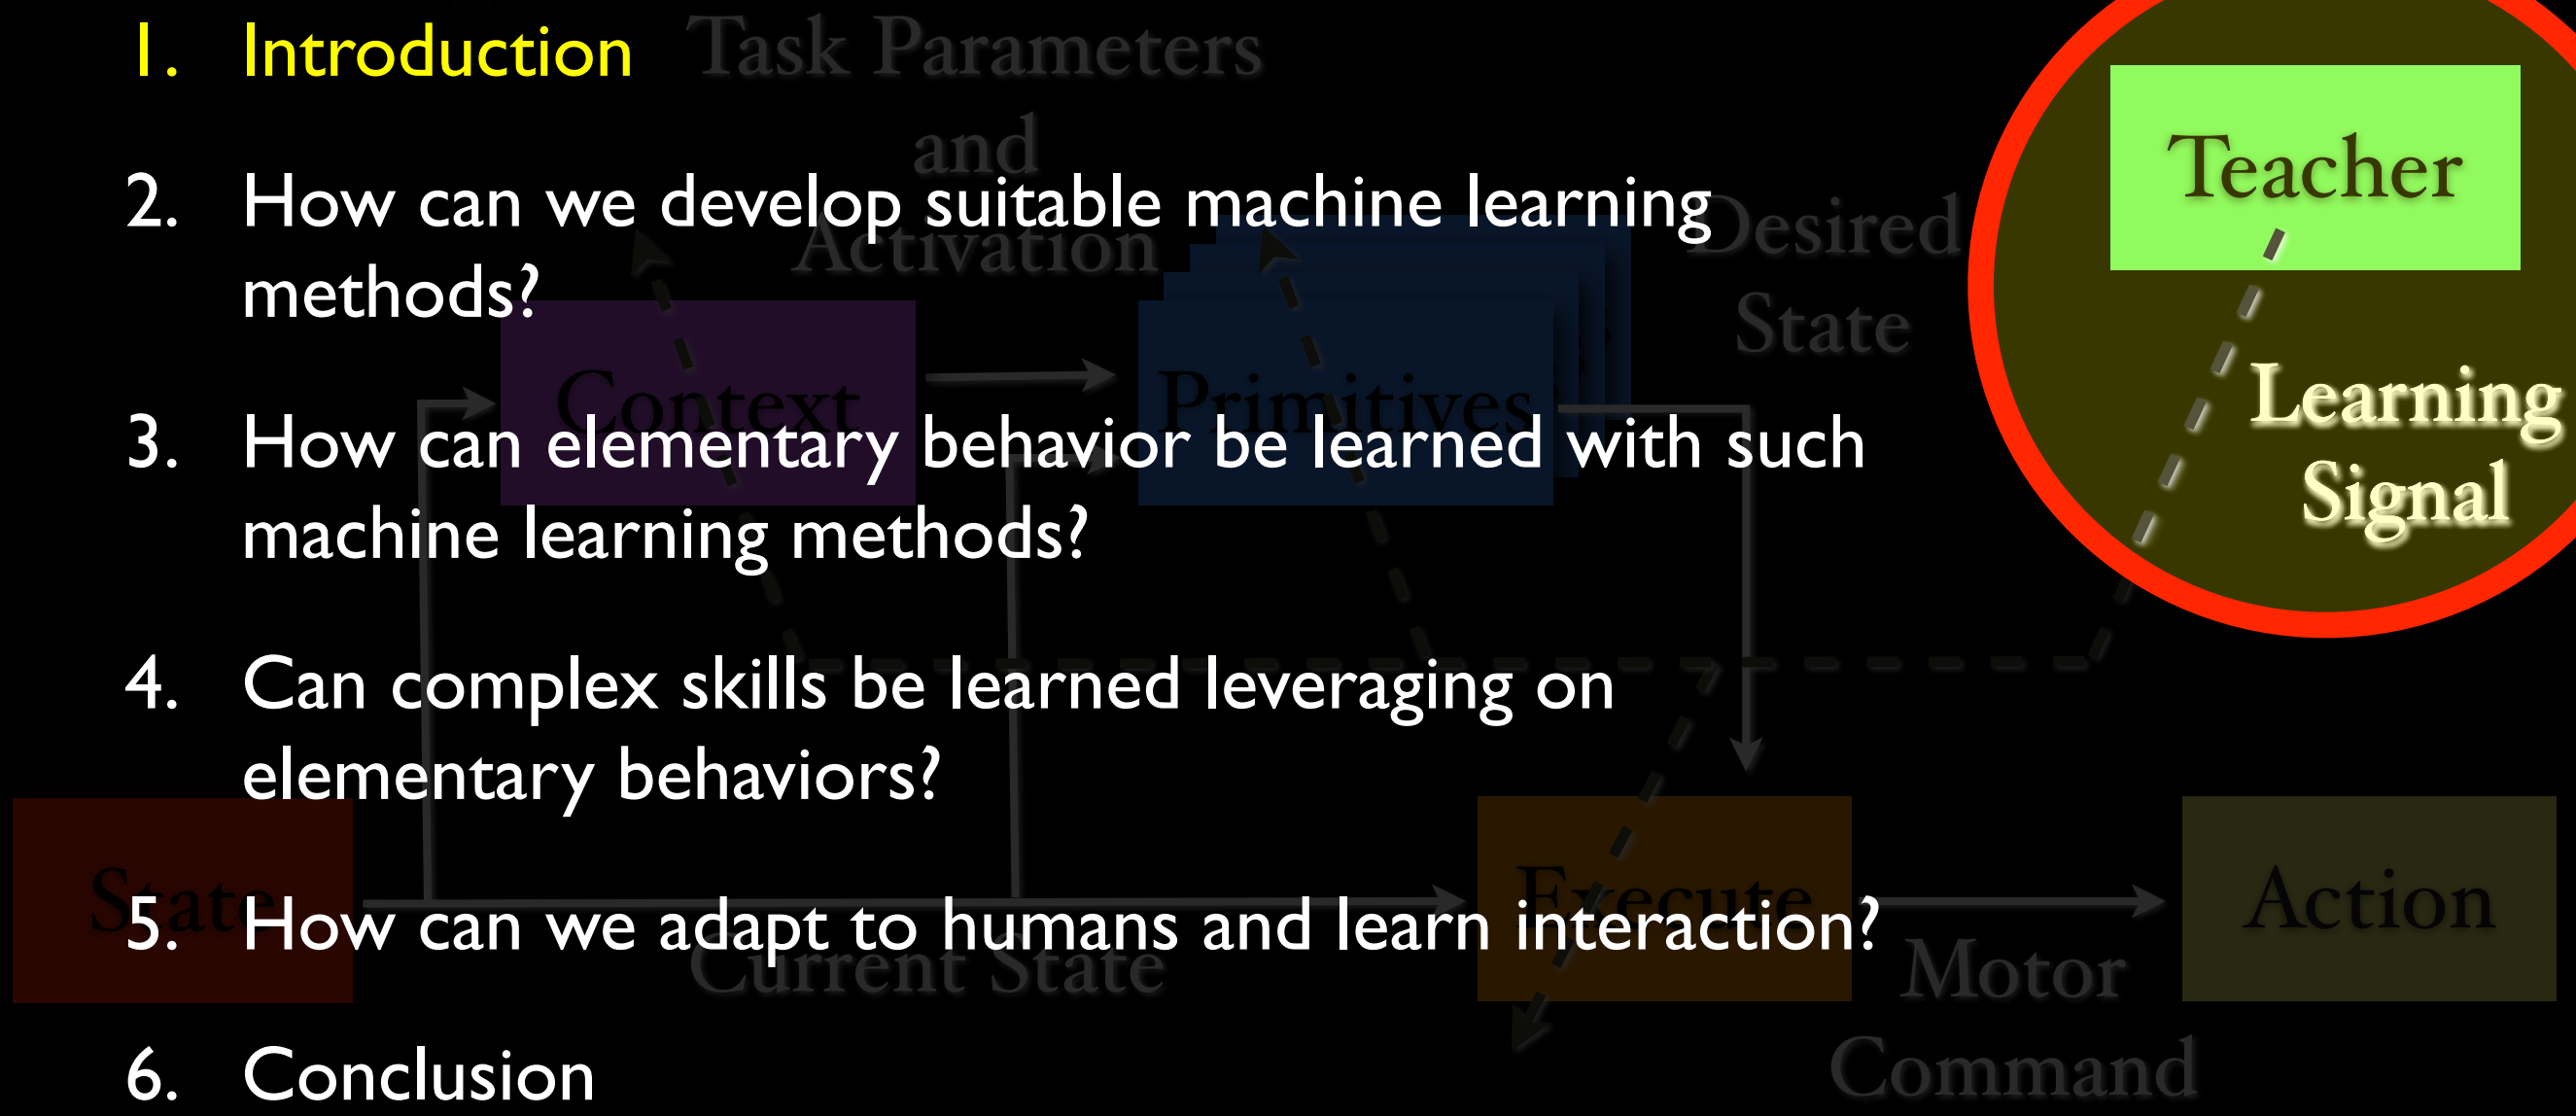 1. Introduction
2. How can we develop suitable machine learning
methods?
3. How can elementary behavior be learned with such
machine learning methods?
4. Can complex skills be learned leveraging on
elementary behaviors?
5. How can we adapt to humans and learn interaction?
6. Conclusion
Task Parameters
and
Activation
Desired
State
Context
Primitives
Teacher
Learning
Signal
State
Current State
Execute
Motor
Command
Action